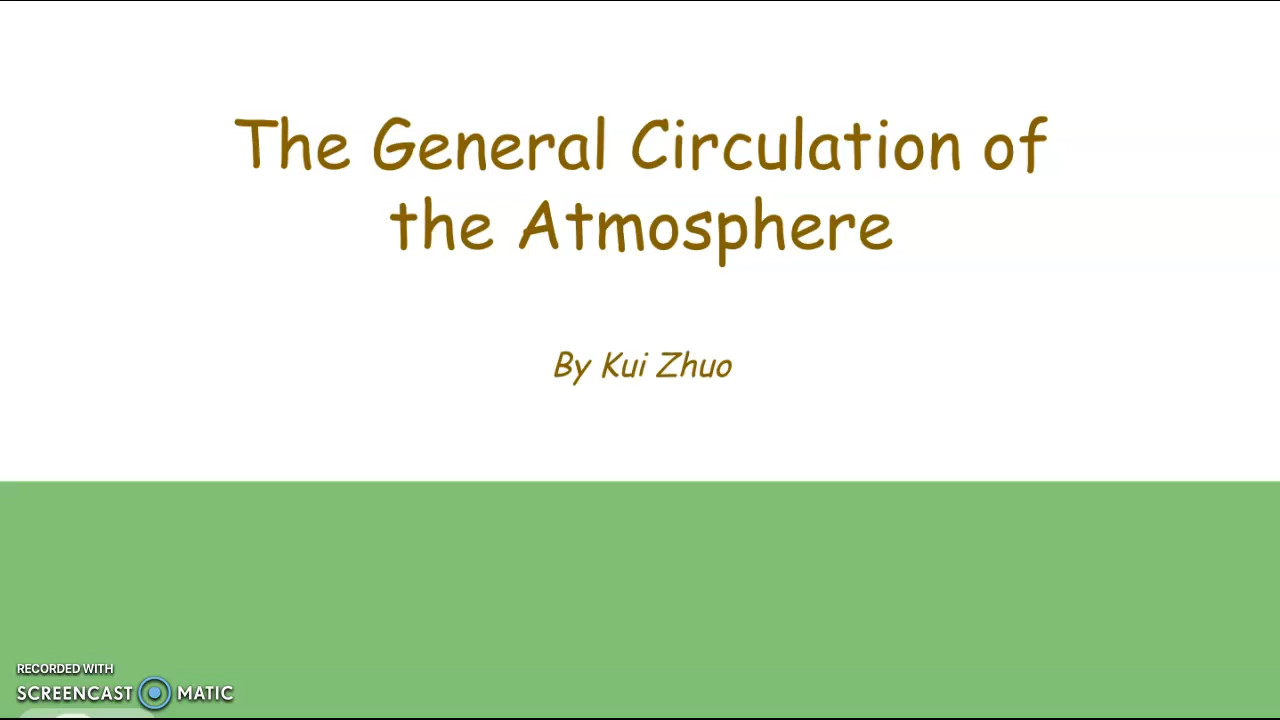 The General Circulation of
the Atmosphere
By Kui Zhuo
RECORDED WITH
SCREENCAST MATIC